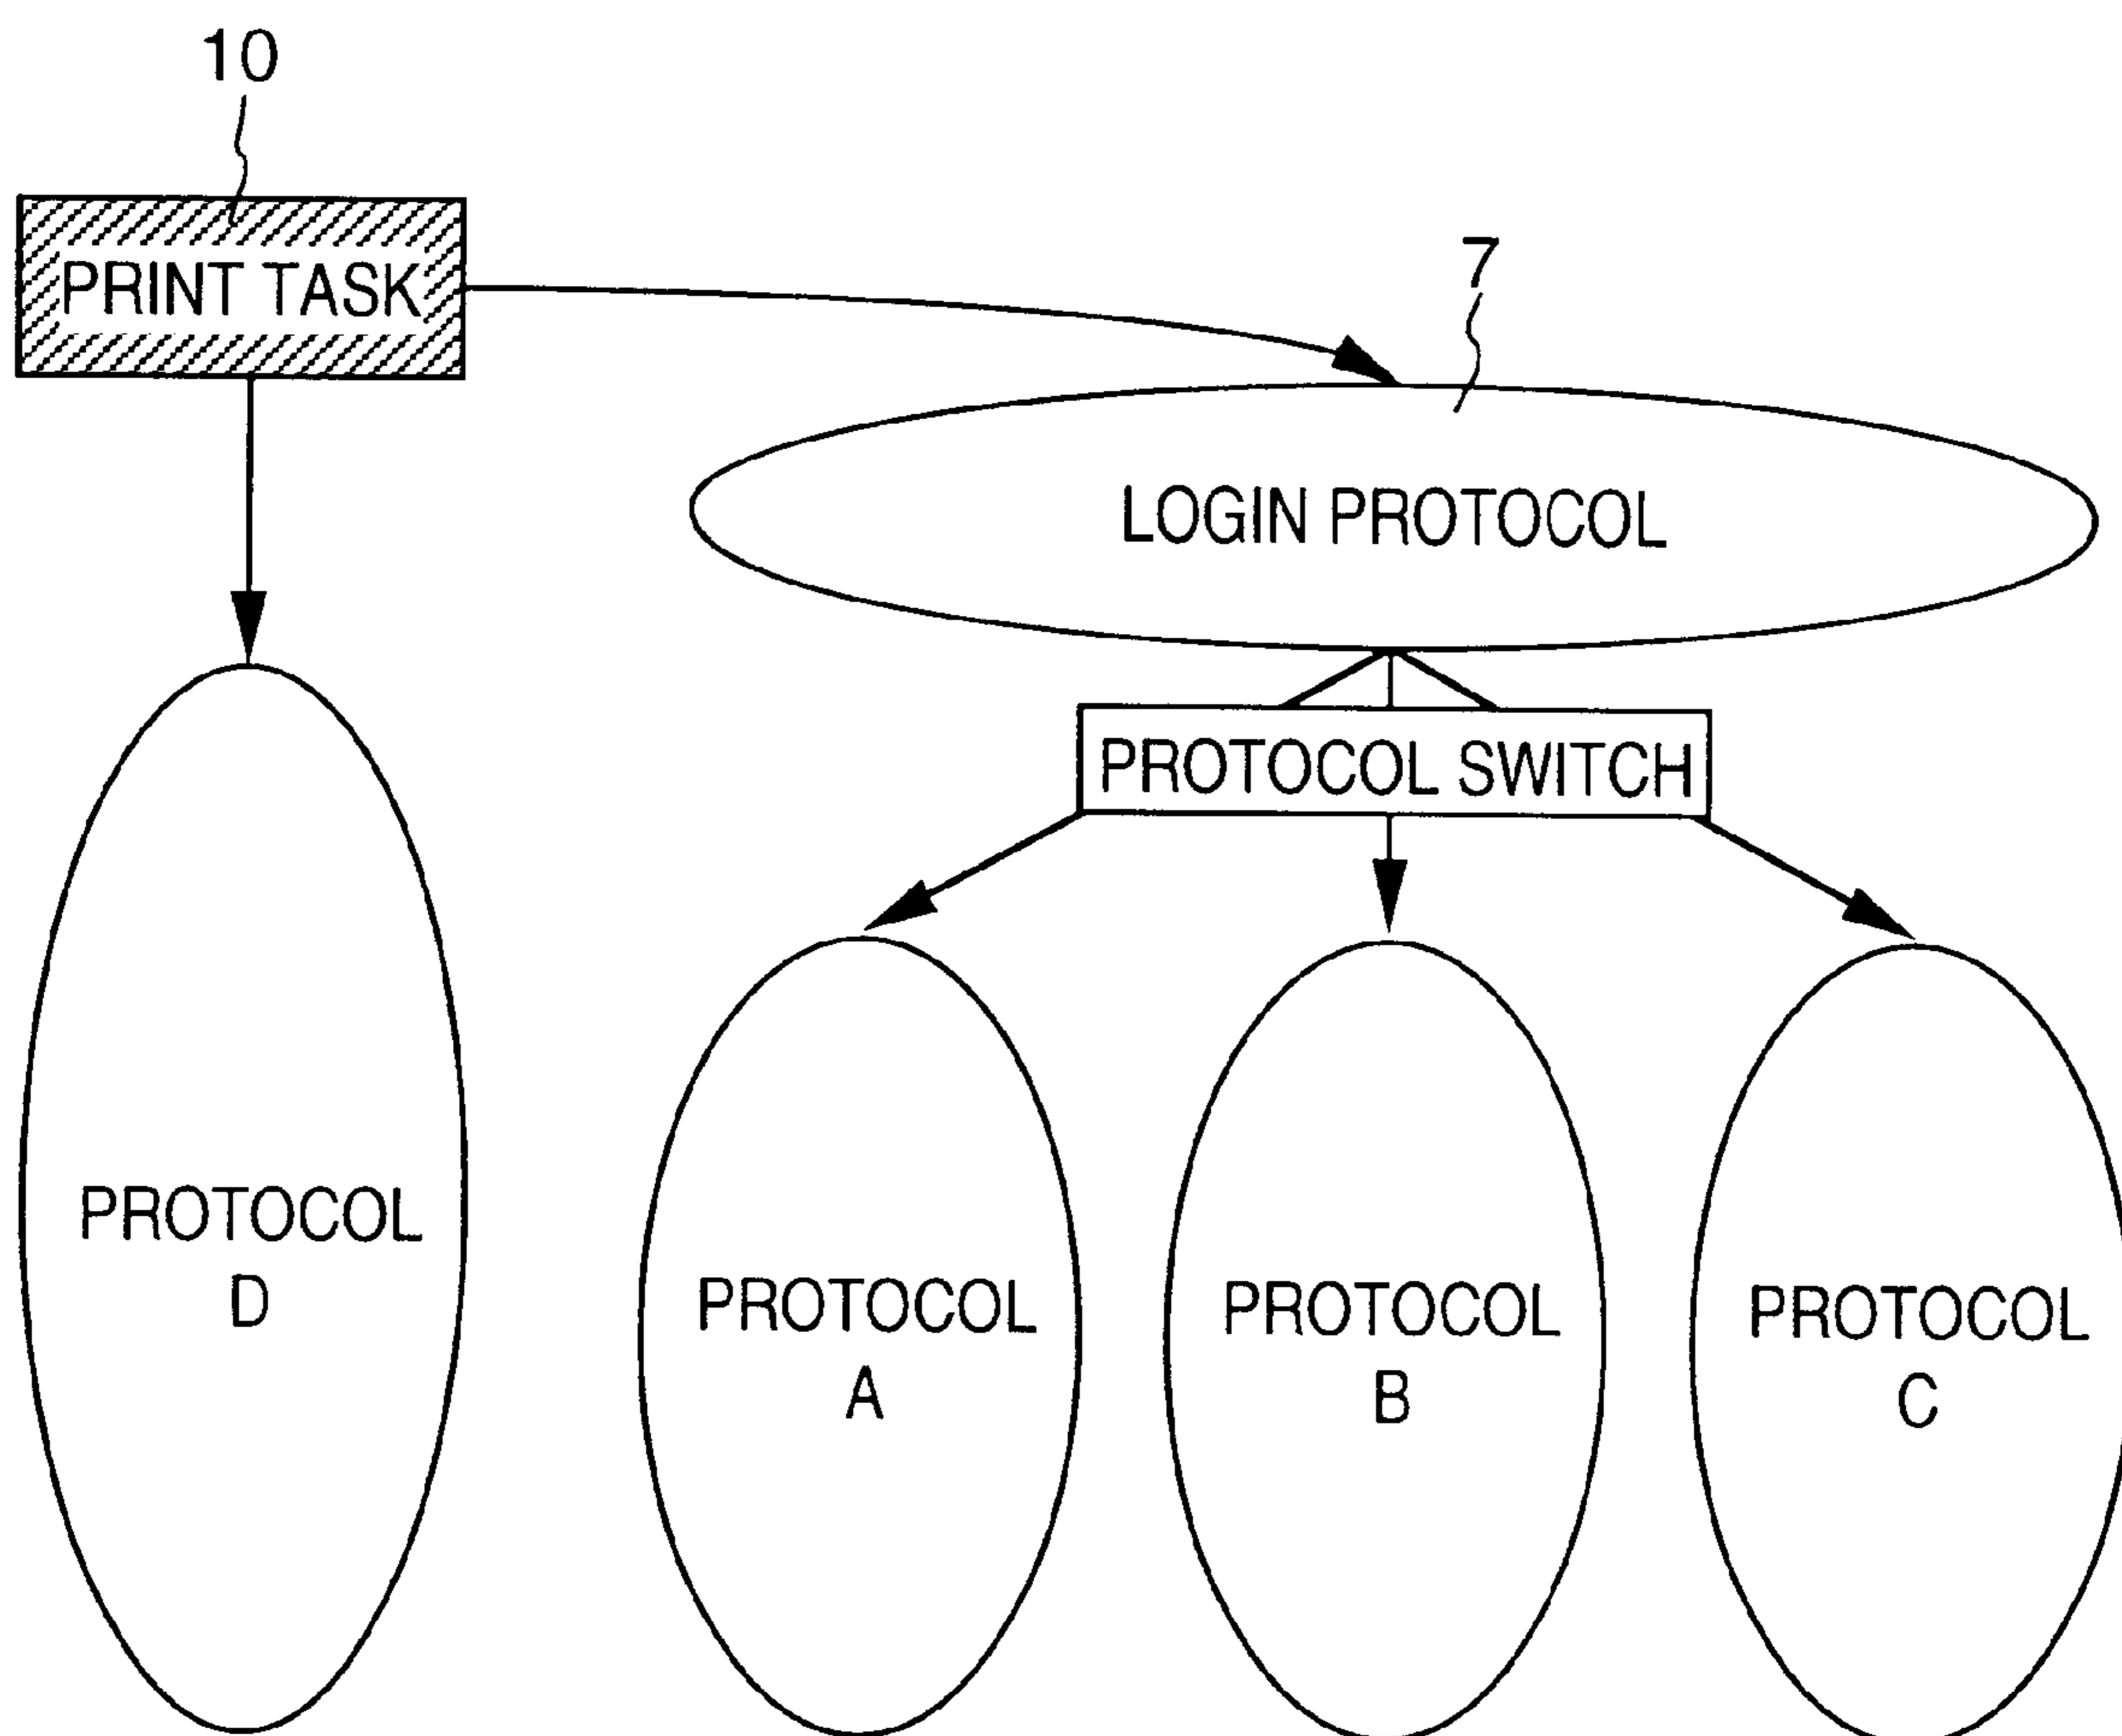 10
PRINT TASK
7
LOGIN PROTOCOL
PROTOCOL SWITCH
PROTOCOL
D
PROTOCOL
A
PROTOCOL
B
PROTOCOL
C